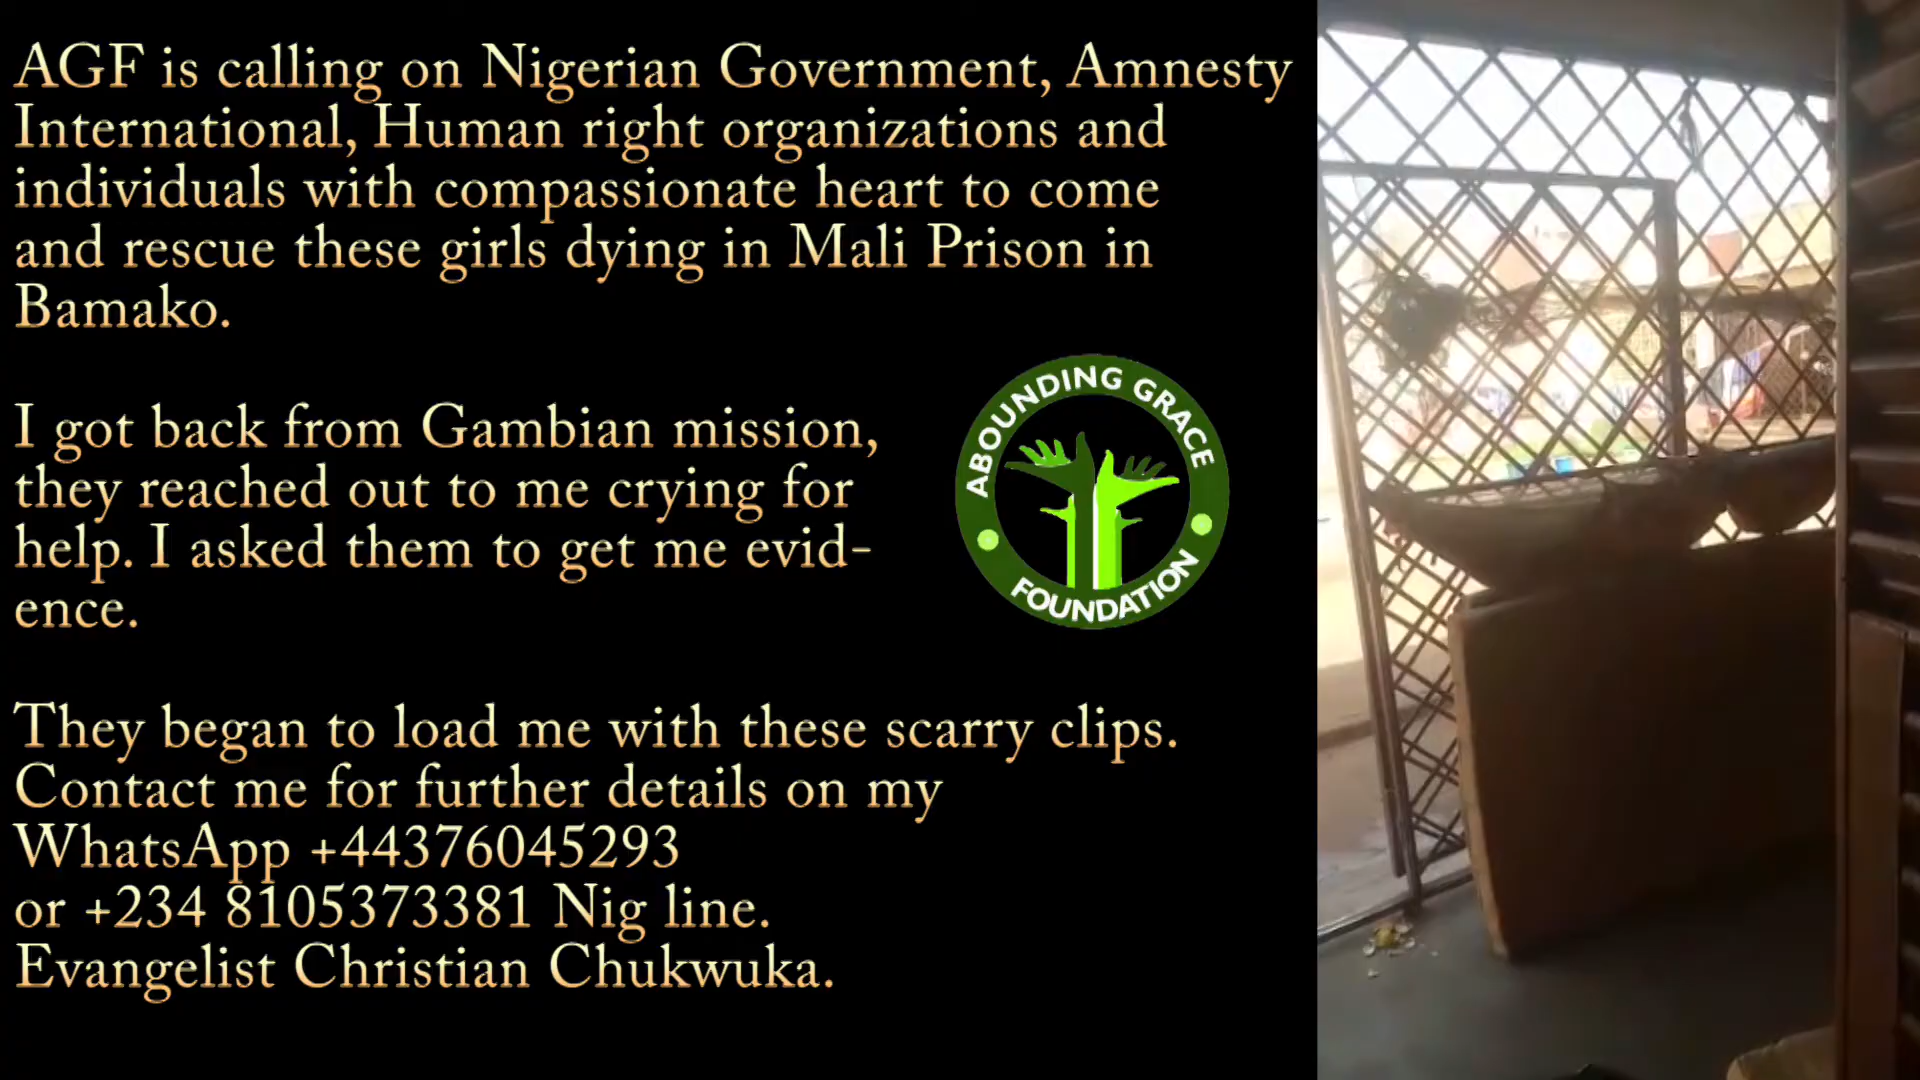 AGF is calling on Nigerian Government, Amnesty
International, Human right organizations and
individuals with compassionate heart to come
and rescue these girls dying in Mali Prison in
Bamako.
I got back from Gambian mission,
they reached out to me crying for
help. I asked them to get me evid-
ence.
ABOUNDING GRACE
FOUNDATION
They began to load me with these scarry clips.
Contact me for further details on my
WhatsApp +44376045293
or +234 8105373381 Nig line.
Evangelist Christian Chukwuka.